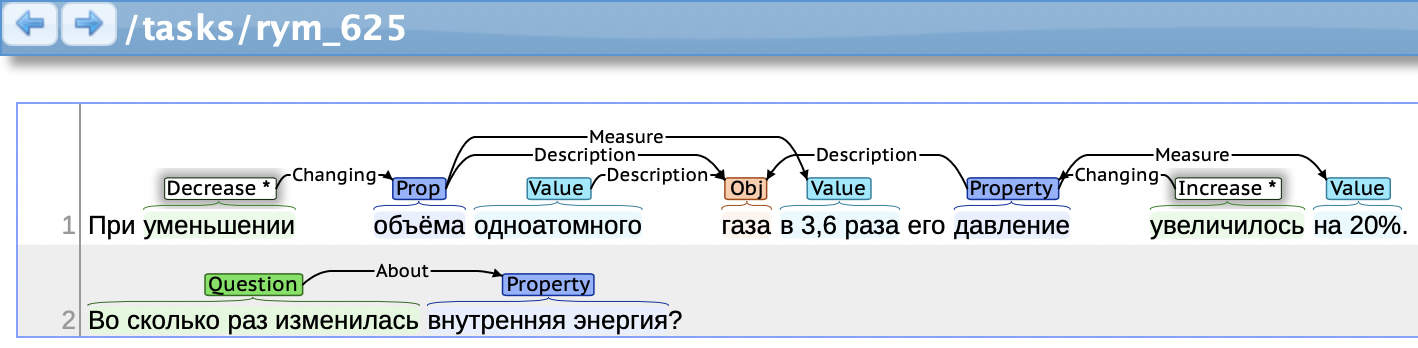 /tasks/rym_625
Measure
Description Description Measure
Changing Description Changing
Decrease * Prop Value Obj Value Property Increase * Value
1 При уменьшении объёма одноатомного газа в 3,6 раза его давление увеличилось на 20%.
About
Question Property
2 Во сколько раз изменилась внутренняя энергия?